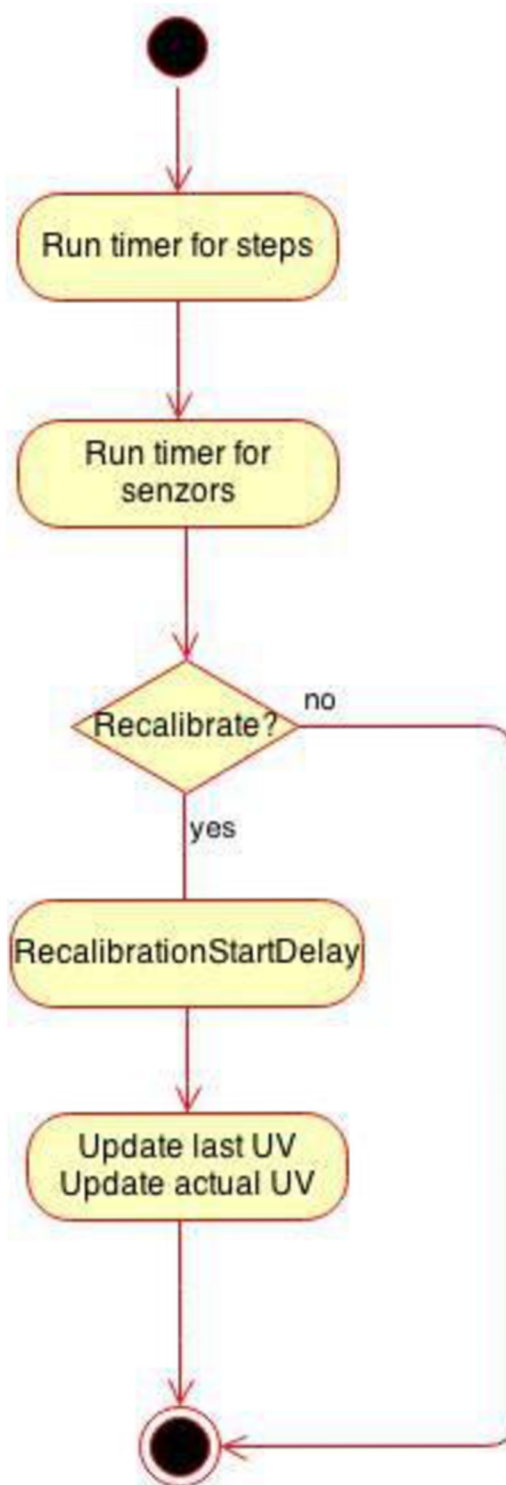 Run timer for steps
Run timer for
senzors
Recalibrate?
no
yes
RecalibrationStartDelay
Update last UV
Update actual UV